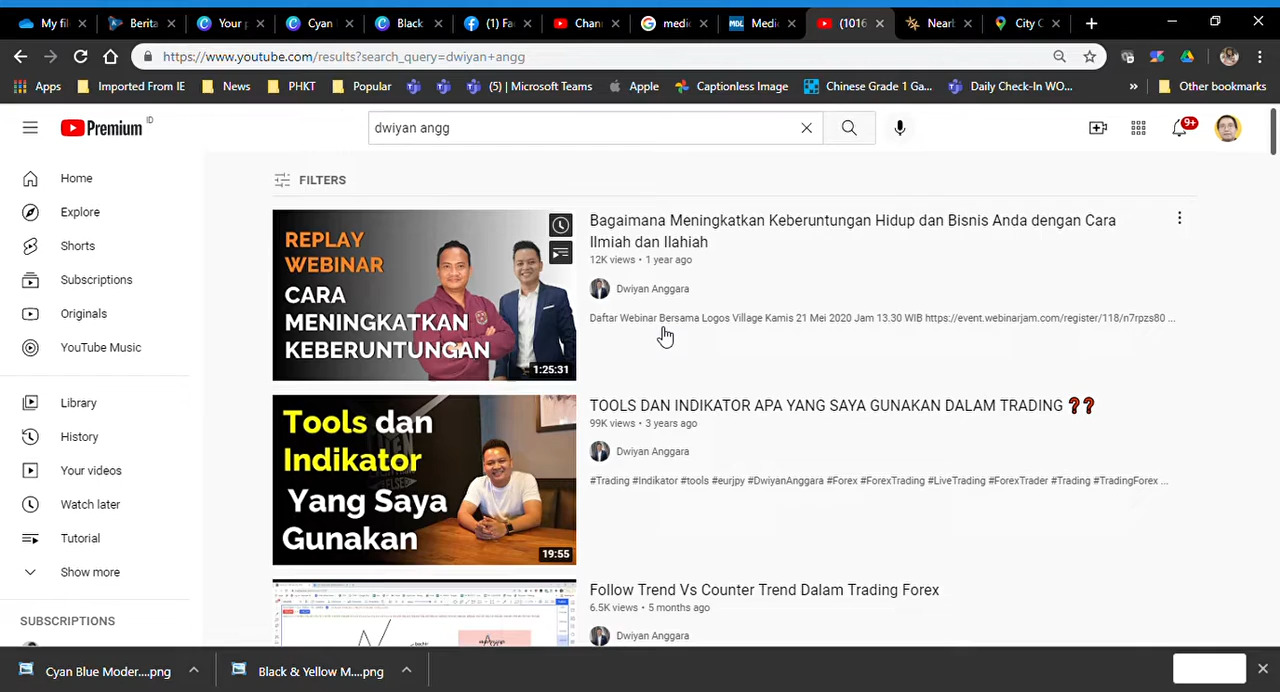 My fil
Berita
Your p
Cyan
Black
(1) Fa
Chan
medi
MDL
Medi
(1016
Nearb
City C
https://www.youtube.com/results?search_query=dwiyan+angg
Apps
Imported From IE
News
PHKT
Popular
(5) | Microsoft Teams
Apple
Captionless Image
Chinese Grade 1 Ga...
Daily Check-In WO...
»
Other bookmarks
Premium ID
dwiyan angg
9+
Home
Explore
Shorts
Subscriptions
Originals
YouTube Music
Library
History
Your videos
Watch later
Tutorial
Show more
SUBSCRIPTIONS
FILTERS
REPLAY
WEBINAR
CARA
MENINGKATKAN
KEBERUNTUNGAN
1:25:31
Bagaimana Meningkatkan Keberuntungan Hidup dan Bisnis Anda dengan Cara
Ilmiah dan Ilahiah
12K views • 1 year ago
Dwiyan Anggara
Daftar Webinar Bersama Logos Village Kamis 21 Mei 2020 Jam 13.30 WIB https://event.webinarjam.com/register/118/n7rpzs80 ...
Tools dan
Indikator
Yang Saya
Gunakan
19:55
TOOLS DAN INDIKATOR APA YANG SAYA GUNAKAN DALAM TRADING ❓❓
99K views • 3 years ago
Dwiyan Anggara
#Trading #Indikator #tools #eurjpy #DwiyanAnggara #Forex #ForexTrading #LiveTrading #ForexTrader #Trading #TradingForex ...
Follow Trend Vs Counter Trend Dalam Trading Forex
6.5K views • 5 months ago
Dwiyan Anggara
Cyan Blue Moder....png
Black & Yellow M....png